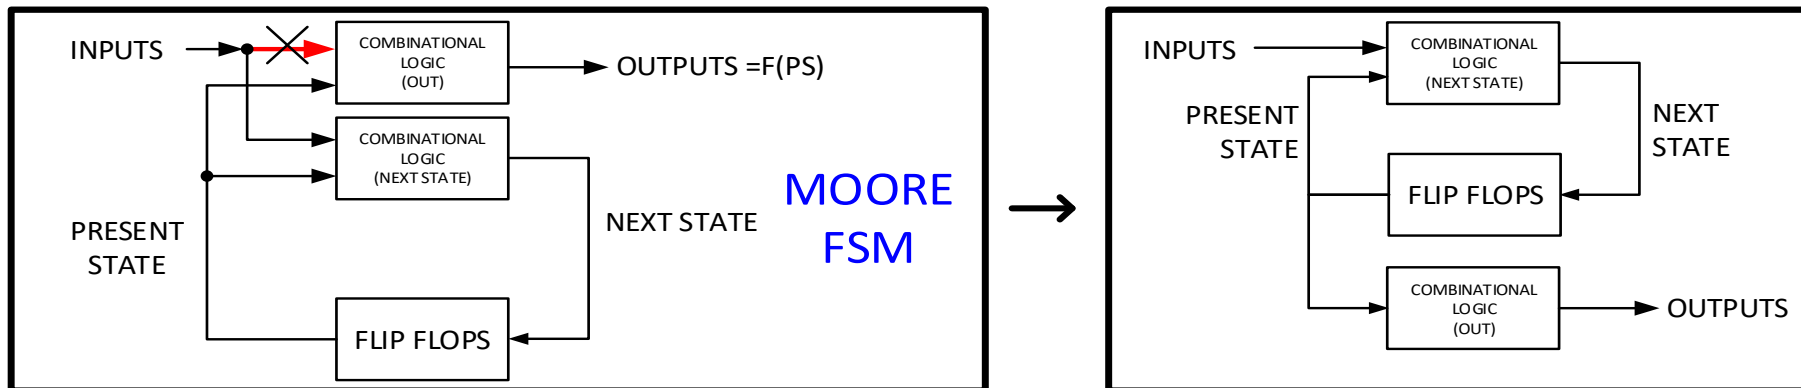 INPUTS
COMBINATIONAL
LOGIC
(OUT)
OUTPUTS =F(PS)
COMBINATIONAL
LOGIC
(NEXT STATE)
PRESENT
STATE
NEXT STATE
FLIP FLOPS
MOORE
FSM
INPUTS
COMBINATIONAL
LOGIC
(NEXT STATE)
PRESENT
STATE
NEXT
STATE
FLIP FLOPS
COMBINATIONAL
LOGIC
(OUT)
OUTPUTS